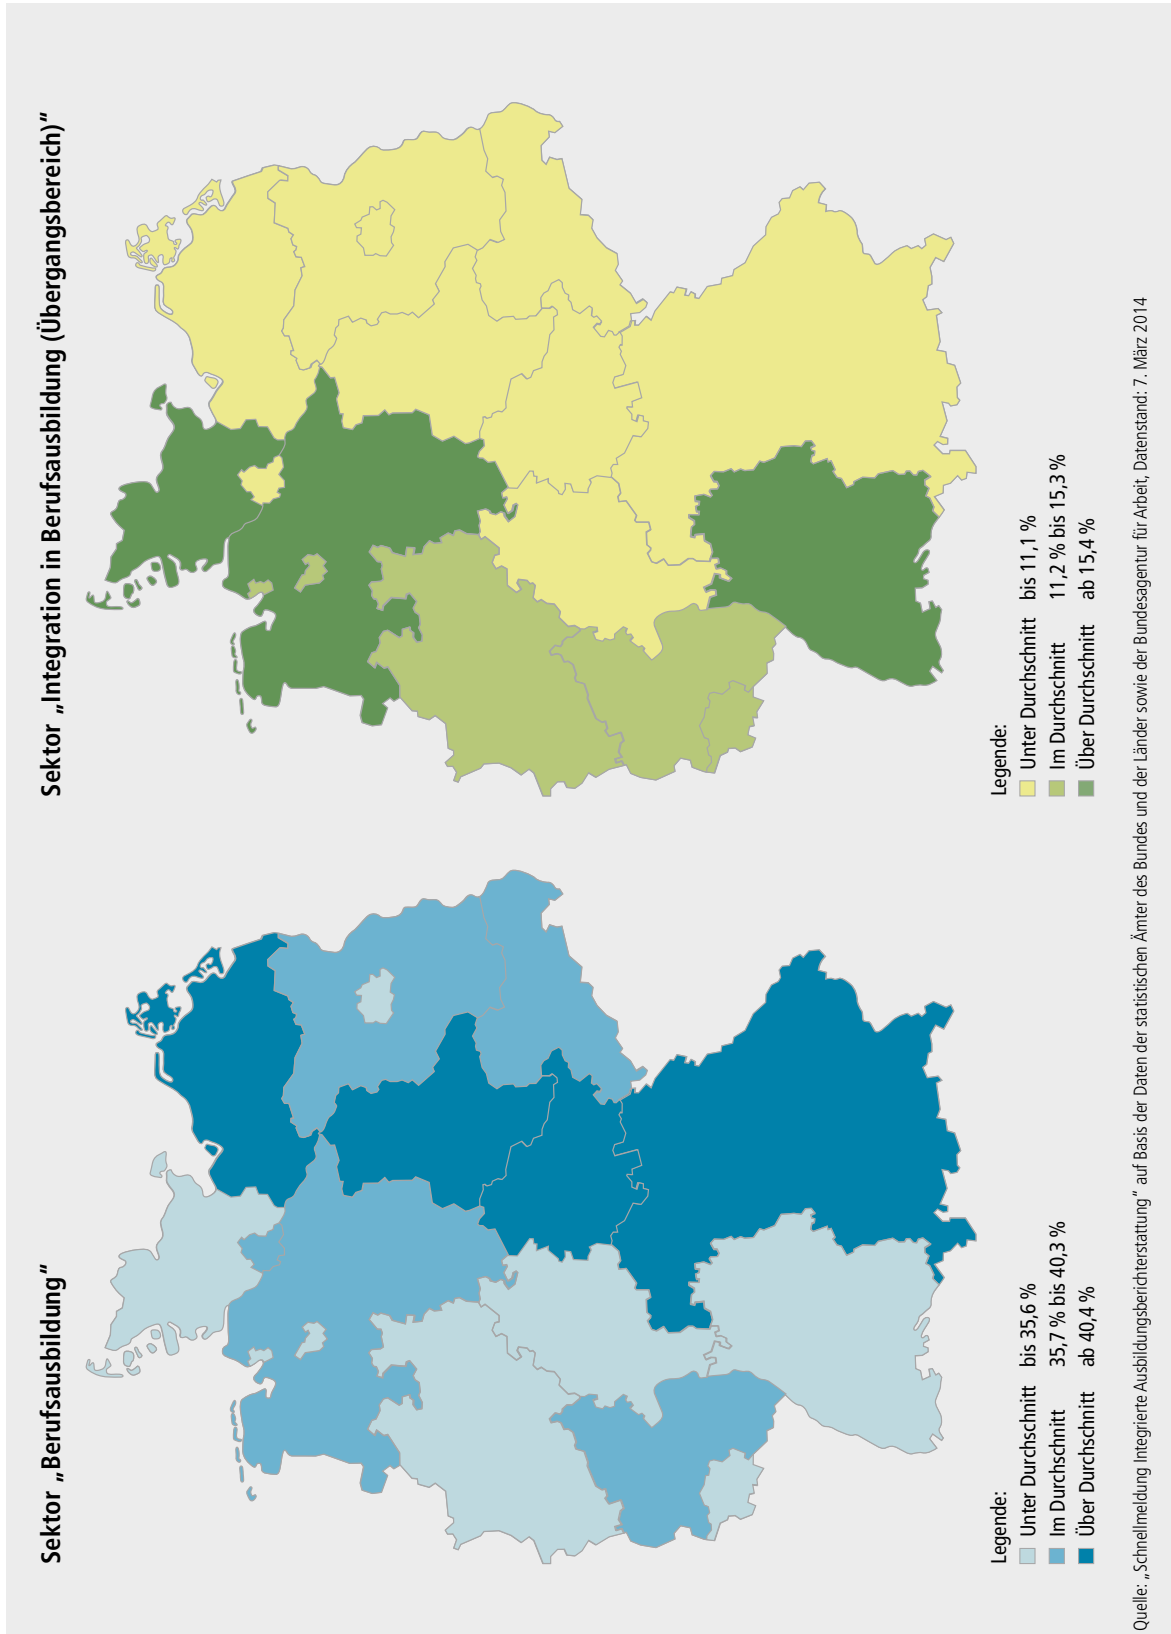 Sektor „Berufsausbildung“
Legende:
Unter Durchschnitt bis 35,6 %
Im Durchschnitt 35,7 % bis 40,3 %
Über Durchschnitt ab 40,4 %
Sektor „Integration in Berufsausbildung (Übergangsbereich)“
Legende:
Unter Durchschnitt bis 11,1 %
Im Durchschnitt 11,2 % bis 15,3 %
Über Durchschnitt ab 15,4 %
Quelle: „Schnellmeldung Integrierte Ausbildungsberichterstattung“ auf Basis der Daten der statistischen Ämter des Bundes und der Länder sowie der Bundesagentur für Arbeit, Datenstand: 7. März 2014